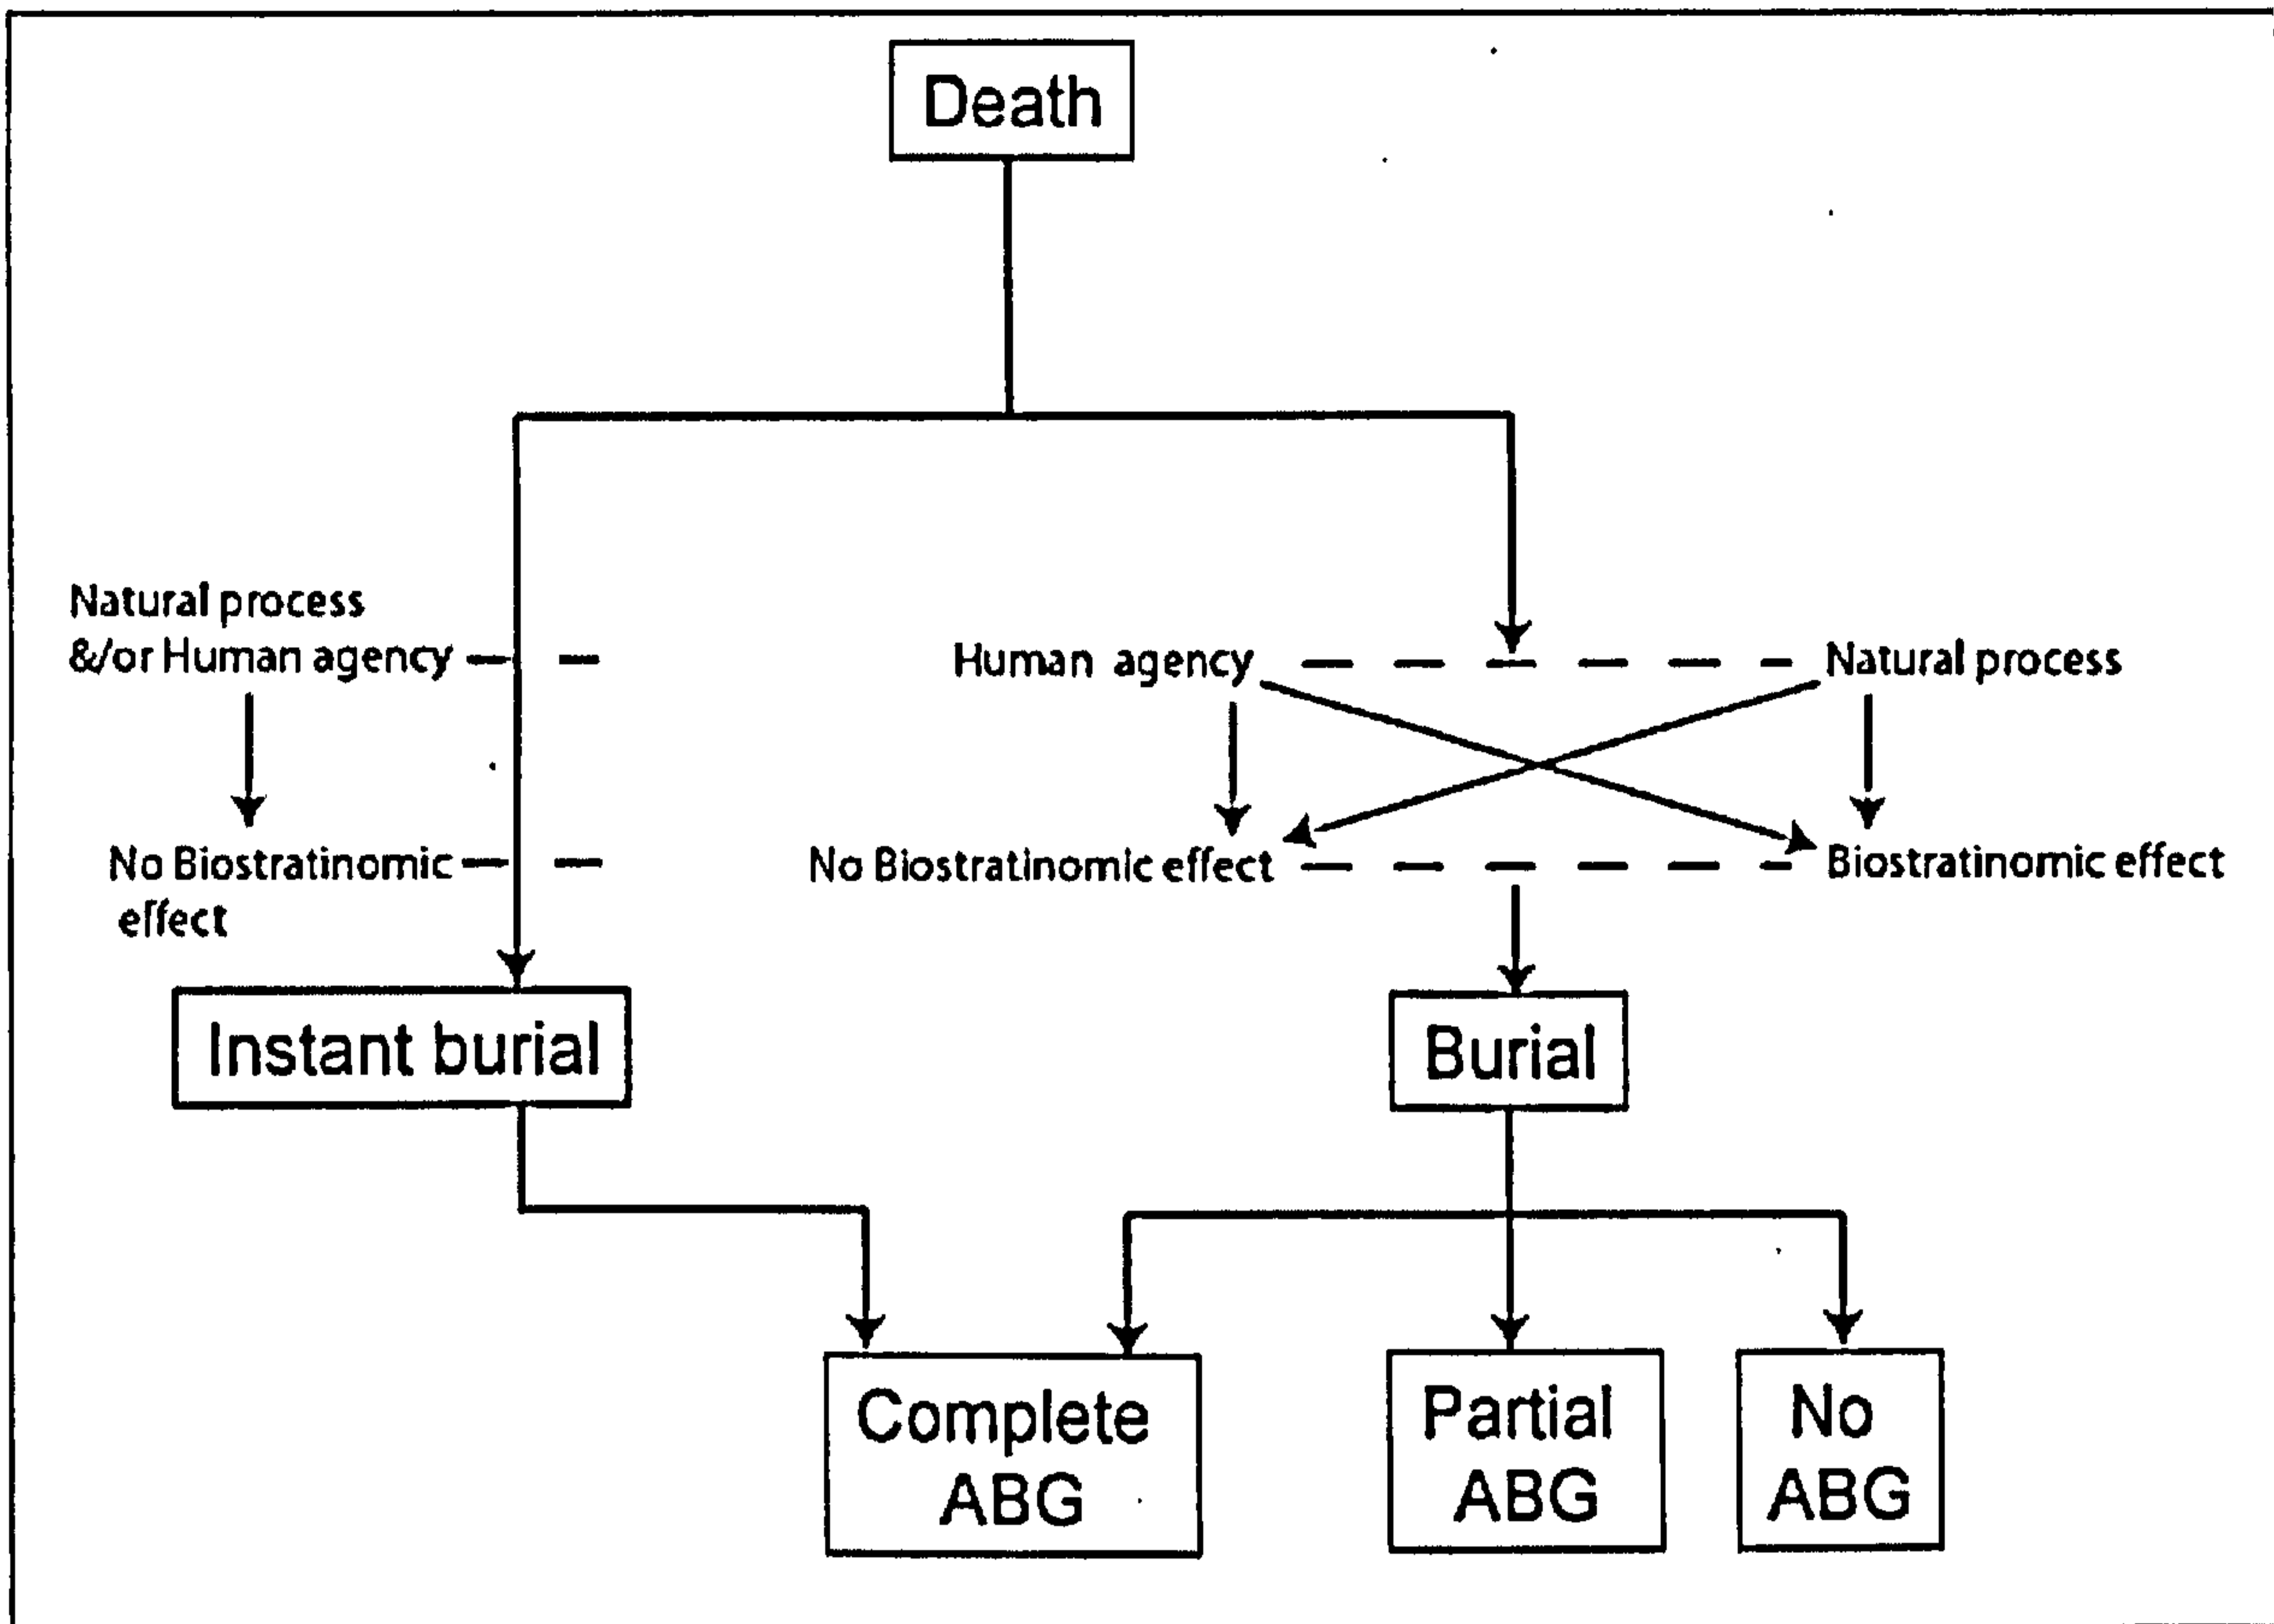 Death
Natural process
&/or Human agency
Human agency
Natural process
No Biostratinomic
effect
No Biostratinomic effect
Biostratinomic effect
Instant burial
Burial
Complete
ABG
Partial
ABG
No
ABG